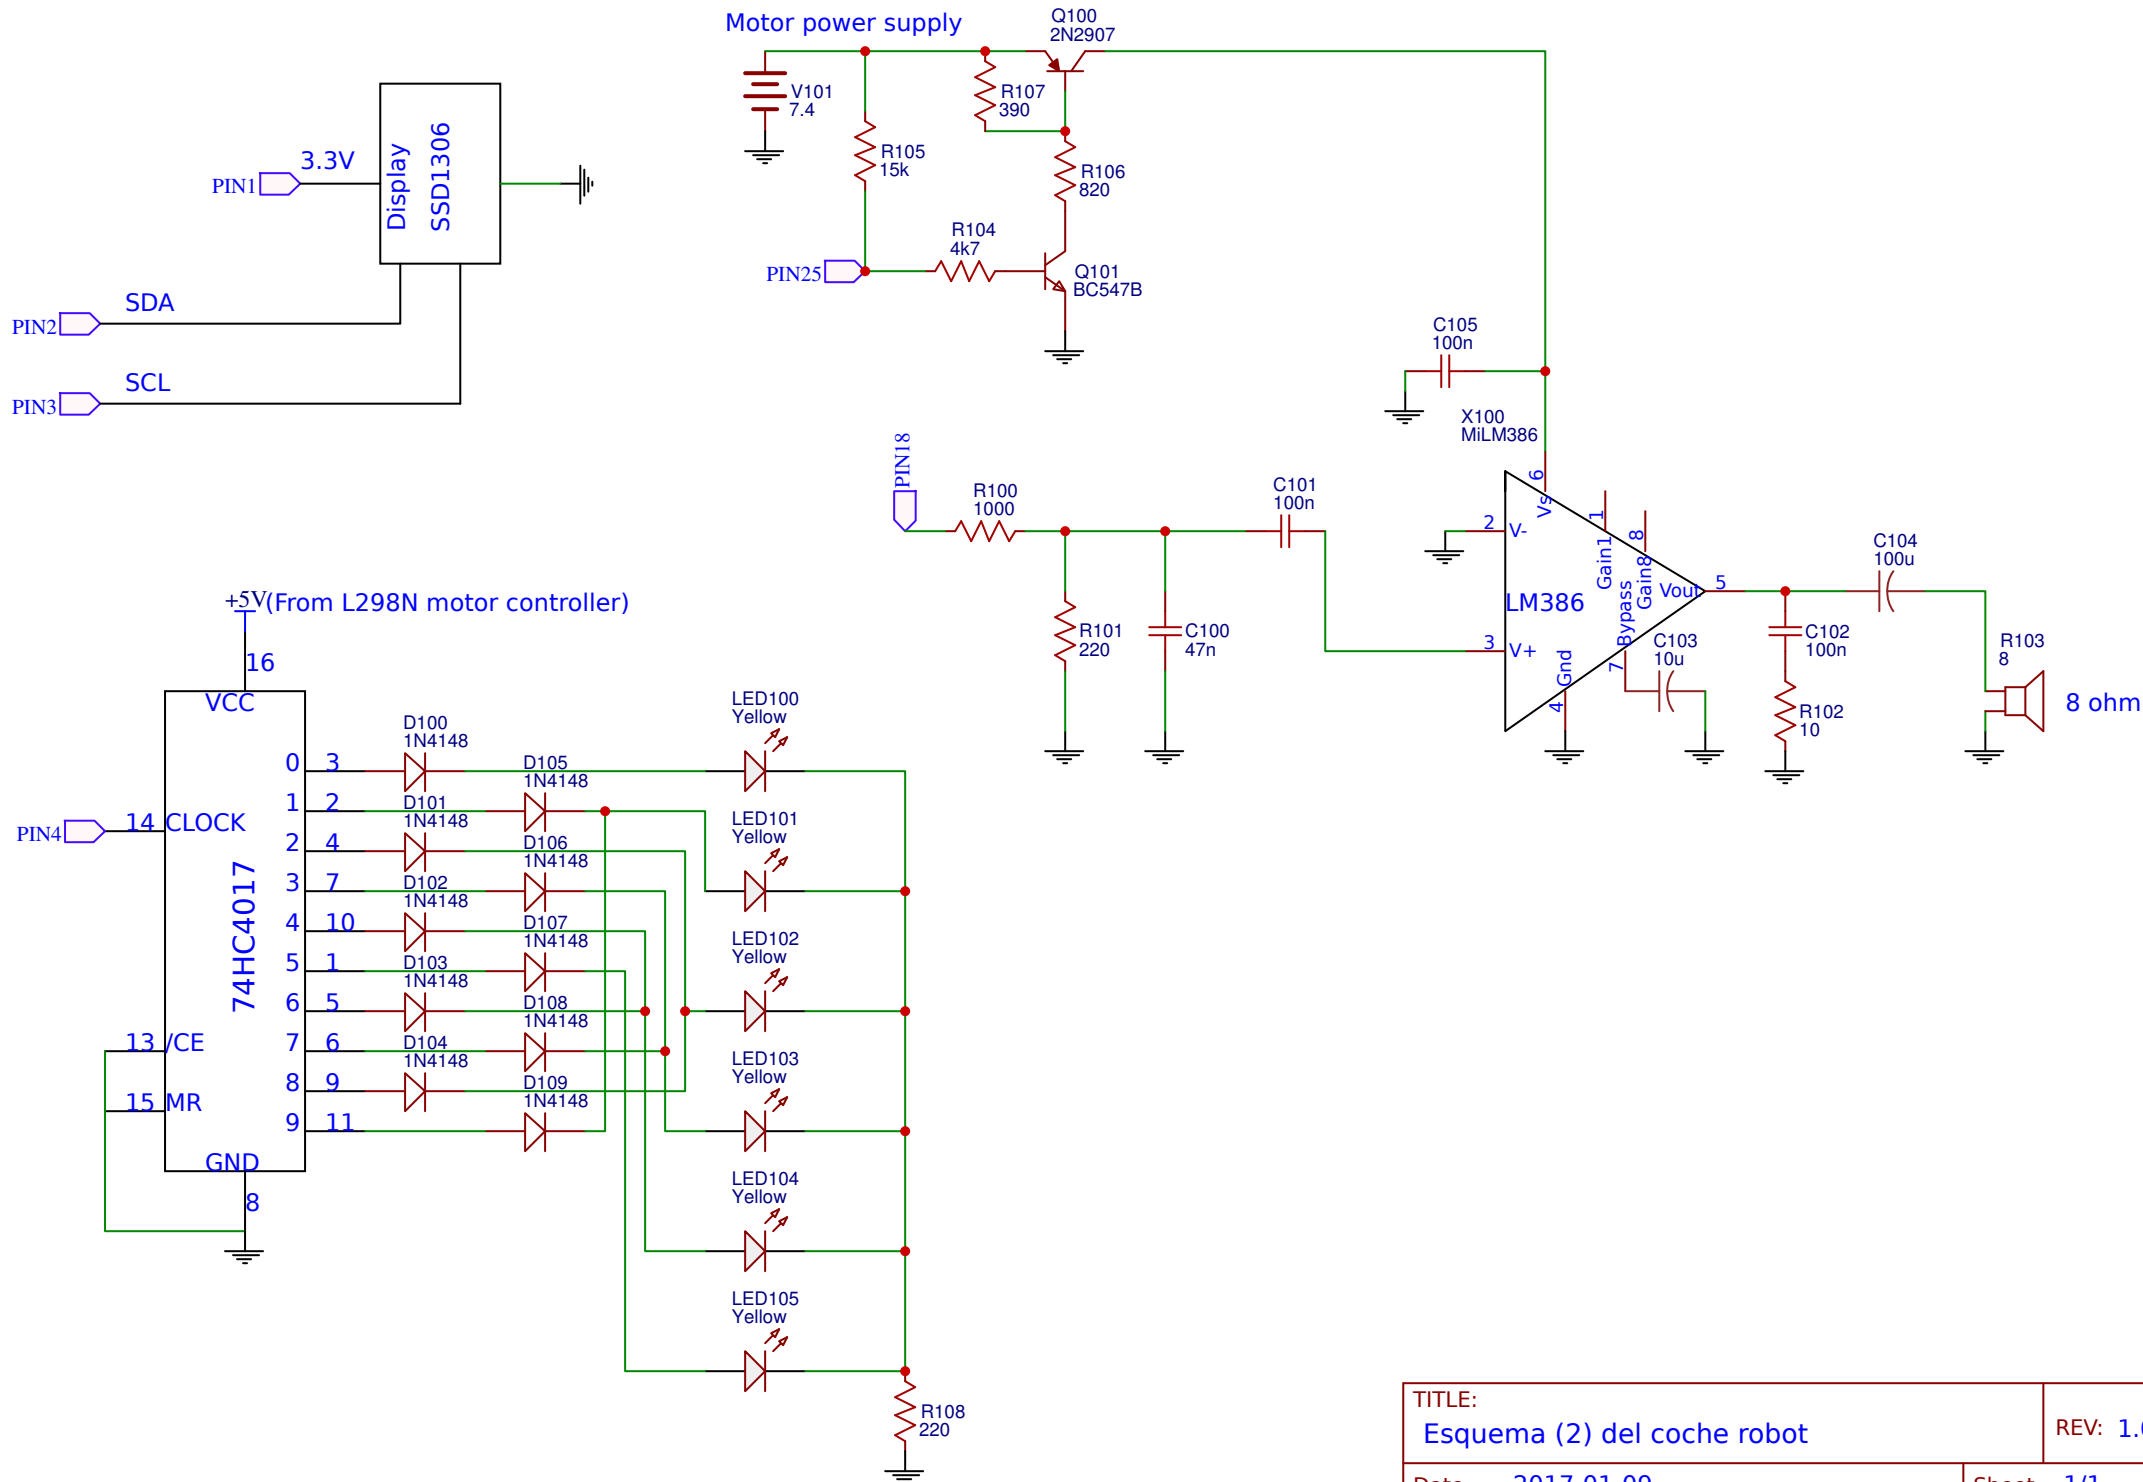 Motor power supply
Q100
2N2907
V101
7.4
R107
390
R105
15k
R106
820
R104
4k7
PIN25
Q101
BC547B
PIN1
3.3V
Display
SSD1306
PIN2
SDA
PIN3
SCL
C105
100n
X100
MiLM386
PIN18
R100
1000
C101
100n
R101
220
C100
47n
6
Vs
1
Gain1
8
Gain8
2
V-
LM386
Vout
5
3
V+
Bypass
7
Gnd
4
C103
10u
C104
100u
C102
100n
R102
10
R103
8
8 ohm
+5V
(From L298N motor controller)
16
VCC
PIN4
14
CLOCK
74HC4017
13
/CE
15
MR
GND
8
0
3
1
2
2
4
3
7
4
10
5
1
6
5
7
6
8
9
9
11
D100
1N4148
D105
1N4148
D101
1N4148
D106
1N4148
D102
1N4148
D107
1N4148
D103
1N4148
D108
1N4148
D104
1N4148
D109
1N4148
LED100
Yellow
LED101
Yellow
LED102
Yellow
LED103
Yellow
LED104
Yellow
LED105
Yellow
R108
220
TITLE:
Esquema (2) del coche robot
REV: